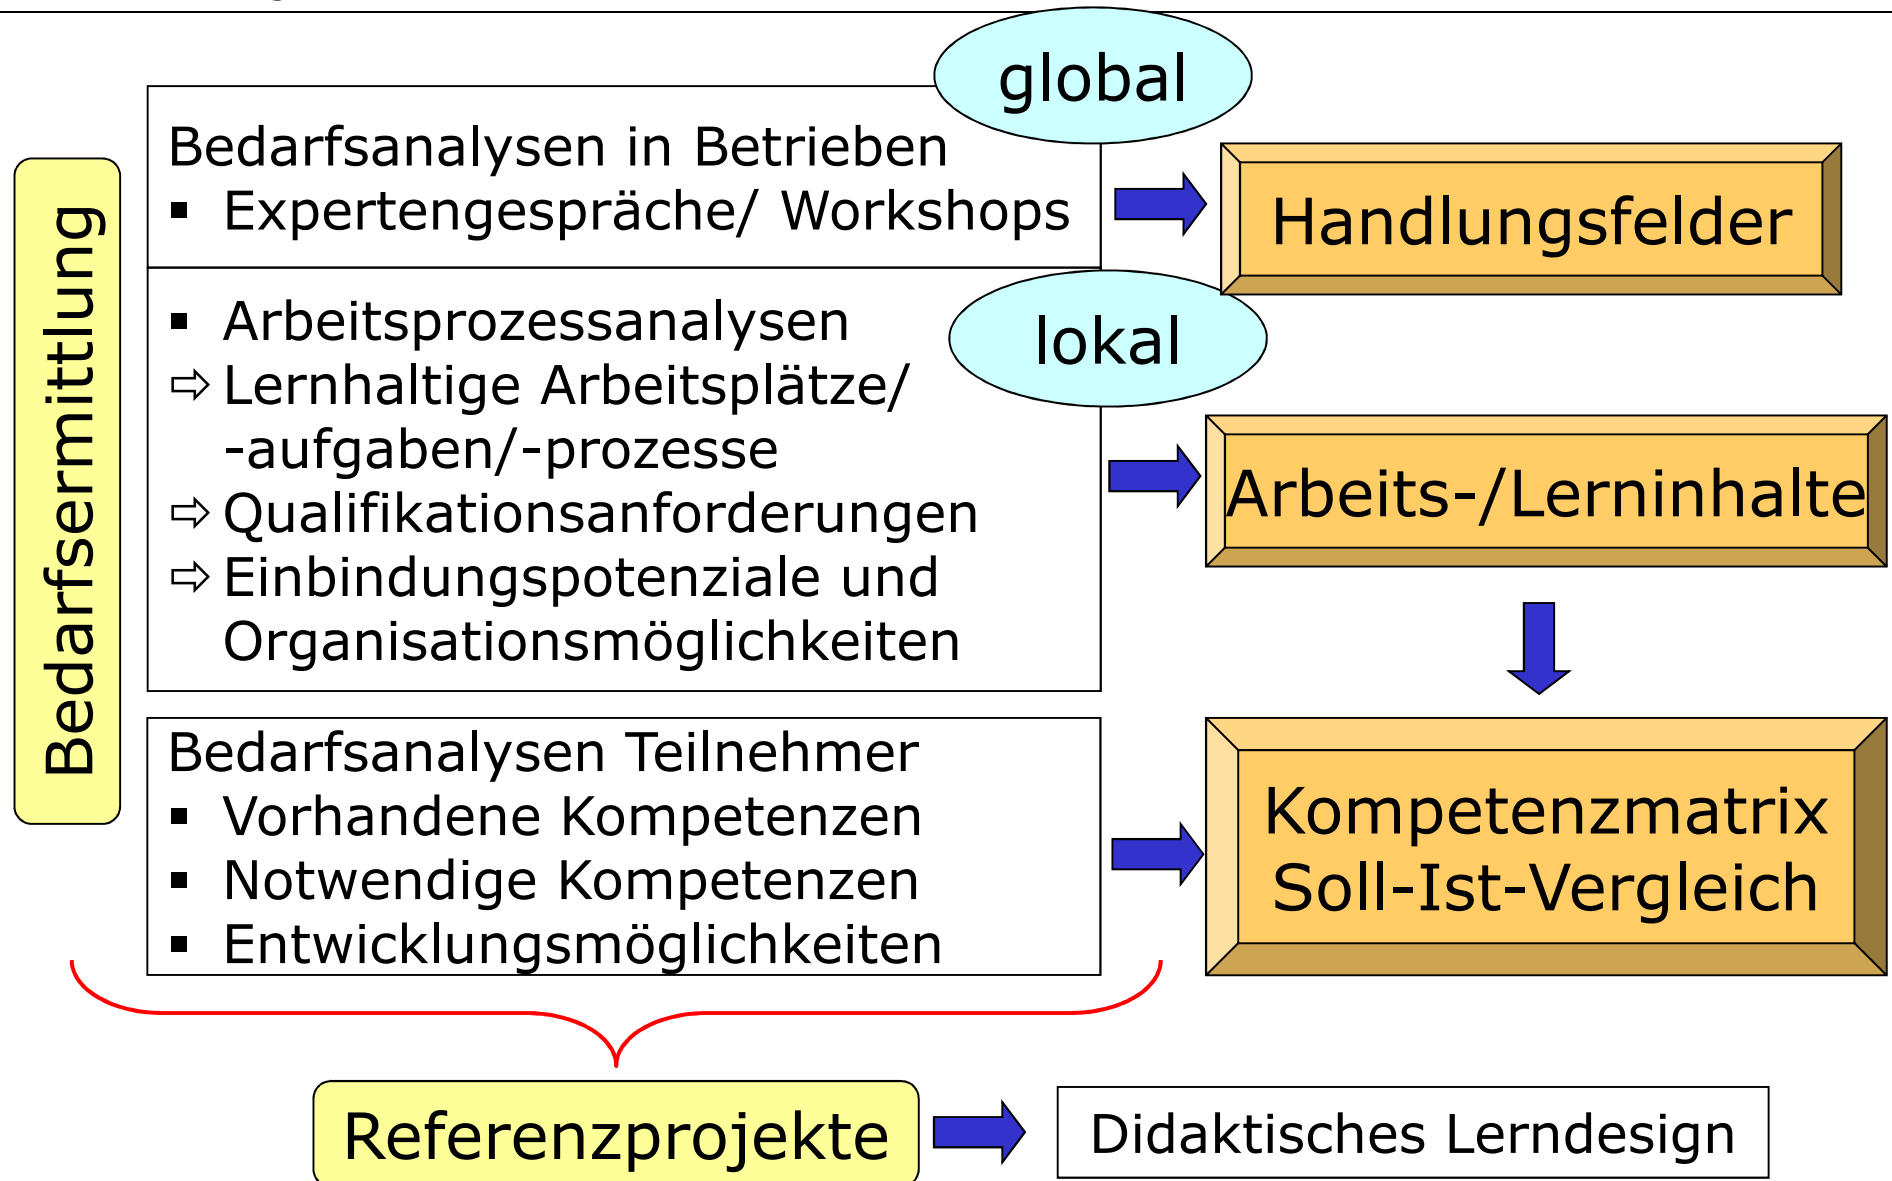 global
Bedarfsanalysen in Betrieben
▪ Expertengespräche/ Workshops
Handlungsfelder
Bedarfsermittlung
lokal
▪ Arbeitsprozessanalysen
⇨ Lernhaltige Arbeitsplätze/
-aufgaben/-prozesse
⇨ Qualifikationsanforderungen
⇨ Einbindungspotenziale und
Organisationsmöglichkeiten
Arbeits-/Lerninhalte
Bedarfsanalysen Teilnehmer
▪ Vorhandene Kompetenzen
▪ Notwendige Kompetenzen
▪ Entwicklungsmöglichkeiten
Kompetenzmatrix
Soll-Ist-Vergleich
Referenzprojekte
Didaktisches Lerndesign